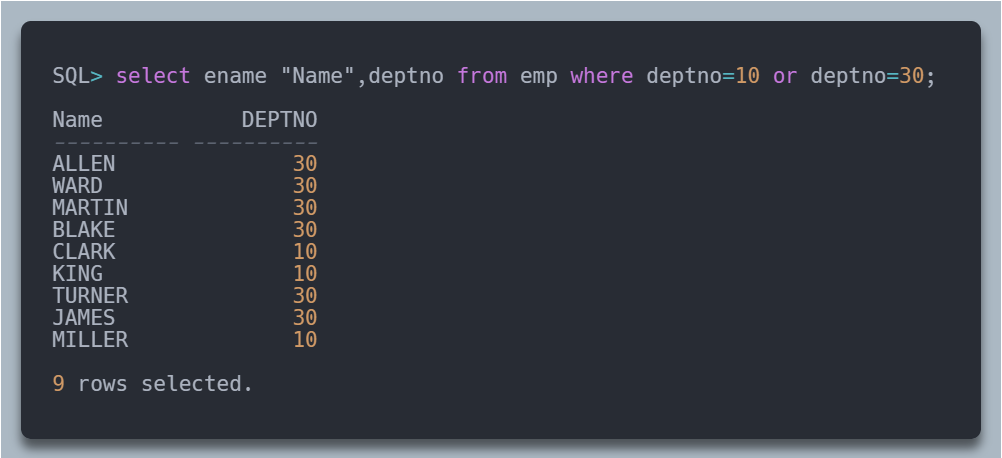 SQL> select ename "Name",deptno from emp where deptno=10 or deptno=30;
Name           DEPTNO
---------- ----------
ALLEN              30
WARD               30
MARTIN             30
BLAKE              30
CLARK              10
KING               10
TURNER             30
JAMES              30
MILLER             10
9 rows selected.